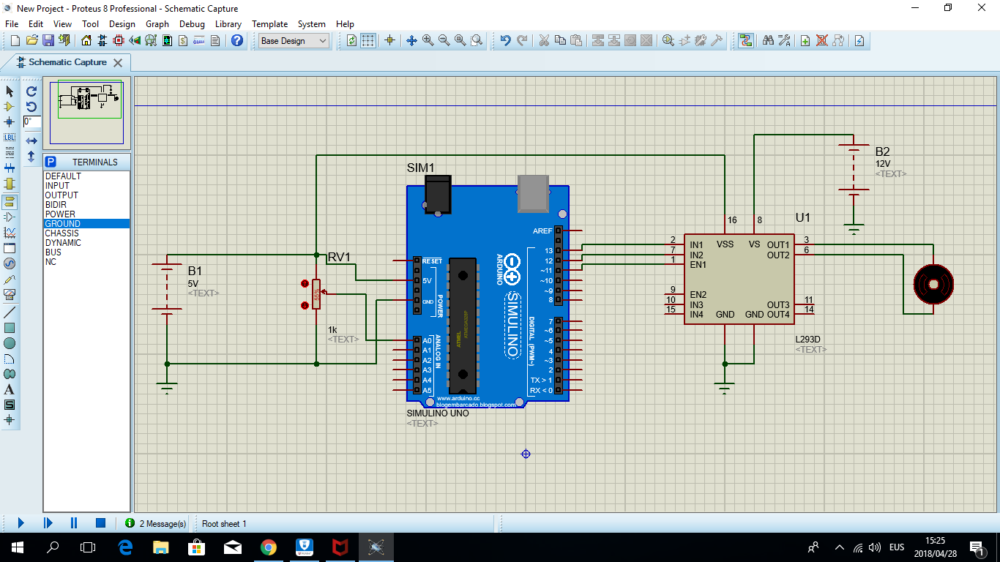 New Project - Proteus 8 Professional - Schematic Capture
File Edit View Tool Design Graph Debug Library Template System Help
Base Design
Schematic Capture
0°
LBL
A
S
P TERMINALS
DEFAULT
INPUT
OUTPUT
BIDIR
POWER
GROUND
CHASSIS
DYNAMIC
BUS
NC
B1
5V
<TEXT>
RV1
55%
1k
<TEXT>
SIM1
AREF
13
12
~11
~10
~9
8
7
~6
~5
4
~3
2
TX > 1
RX < 0
RESET
5V
GND
POWER
A0
A1
A2
A3
A4
A5
ANALOG IN
ATMEL
ATMEGA328P
ARDUINO
SIMULINO
DIGITAL (PWM~)
www.arduino.cc
blogembarcado.blogspot.com
SIMULINO UNO
<TEXT>
B2
12V
<TEXT>
U1
16 8
2 IN1 VSS VS OUT1 3
7 IN2 OUT2 6
1 EN1
9 EN2
10 IN3 OUT3 11
15 IN4 GND GND OUT4 14
L293D
<TEXT>
2 Message(s)
Root sheet 1
EUS
15:25
2018/04/28
1